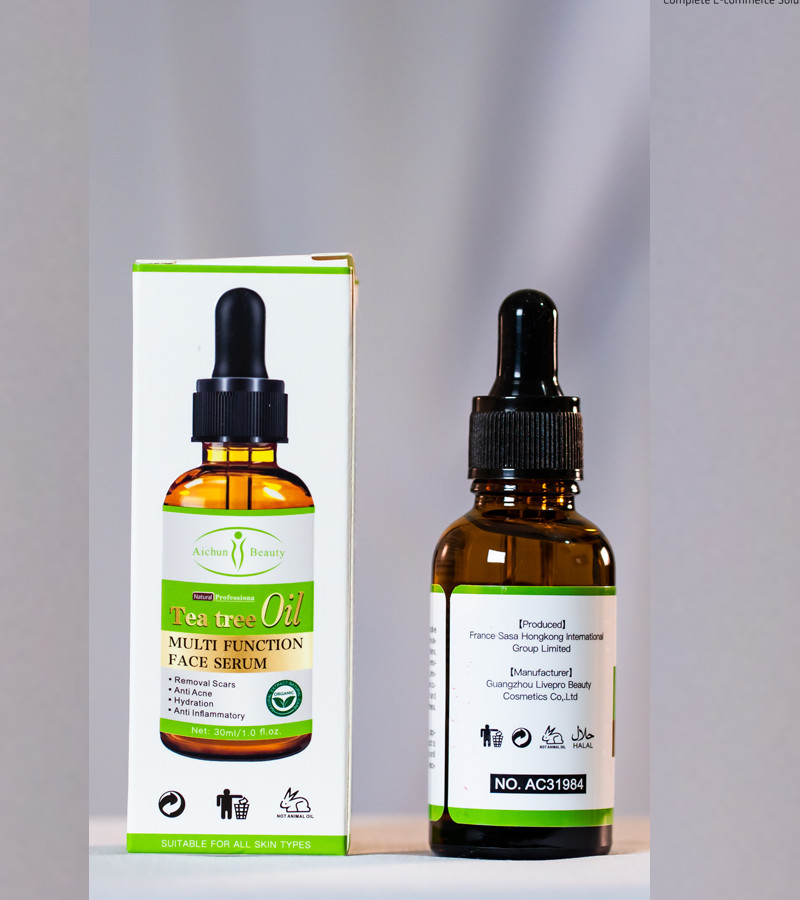 Complete E-commerce Solu
Aichun Beauty
Natural Professiona
Tea tree Oil
MULTI FUNCTION
FACE SERUM
• Removal Scars
• Anti Acne
• Hydration
• Anti Inflammatory
ORGANIC
Net: 30ml/1.0 fl.oz.
NOT ANIMAL OIL
SUITABLE FOR ALL SKIN TYPES
【Produced】
France Sasa Hongkong International
Group Limited
【Manufacturer】
Guangzhou Livepro Beauty
Cosmetics Co,.Ltd
NOT ANIMAL OIL
حلال
HALAL
NO. AC31984